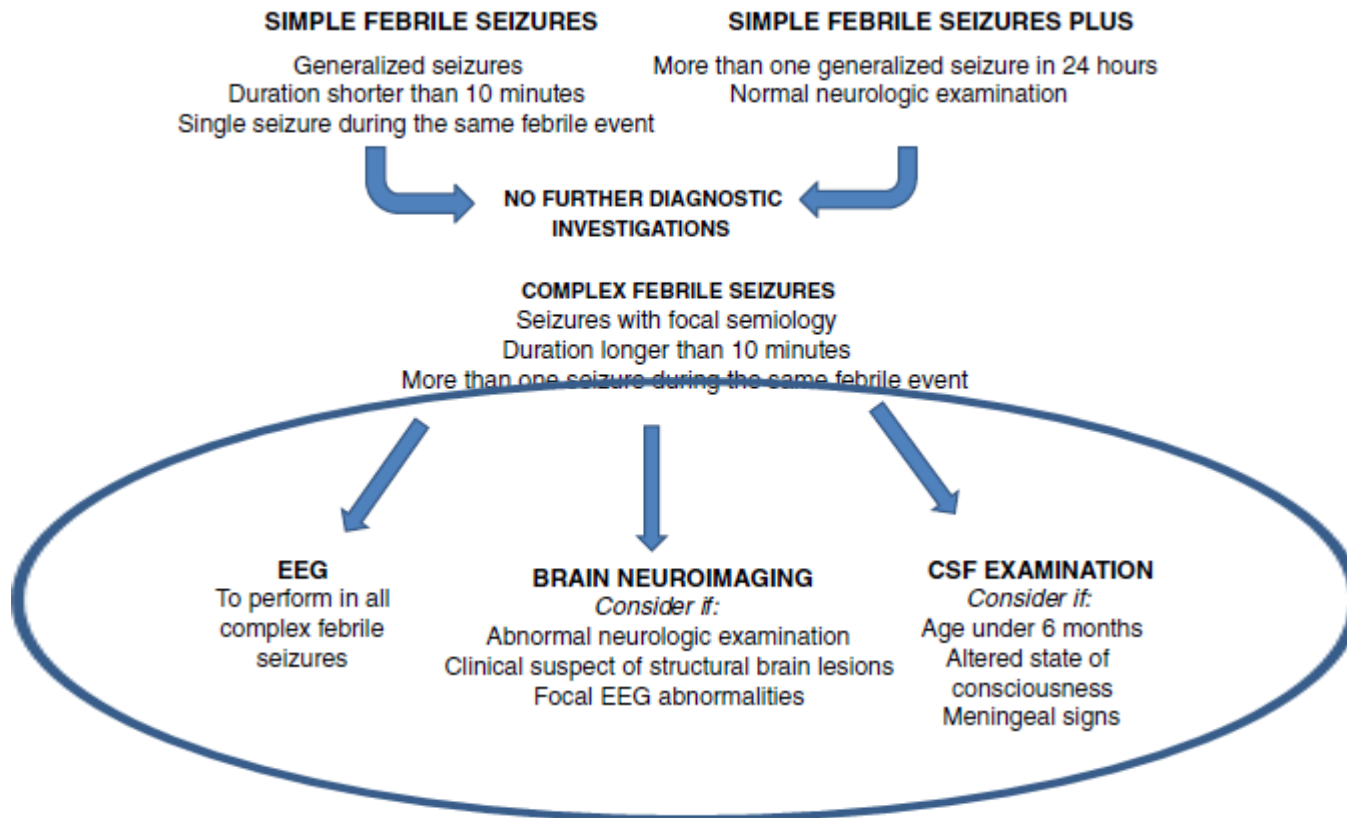 SIMPLE FEBRILE SEIZURES
Generalized seizures
Duration shorter than 10 minutes
Single seizure during the same febrile event
SIMPLE FEBRILE SEIZURES PLUS
More than one generalized seizure in 24 hours
Normal neurologic examination
NO FURTHER DIAGNOSTIC
INVESTIGATIONS
COMPLEX FEBRILE SEIZURES
Seizures with focal semiology
Duration longer than 10 minutes
More than one seizure during the same febrile event
EEG
To perform in all
complex febrile
seizures
BRAIN NEUROIMAGING
Consider if:
Abnormal neurologic examination
Clinical suspect of structural brain lesions
Focal EEG abnormalities
CSF EXAMINATION
Consider if:
Age under 6 months
Altered state of
consciousness
Meningeal signs